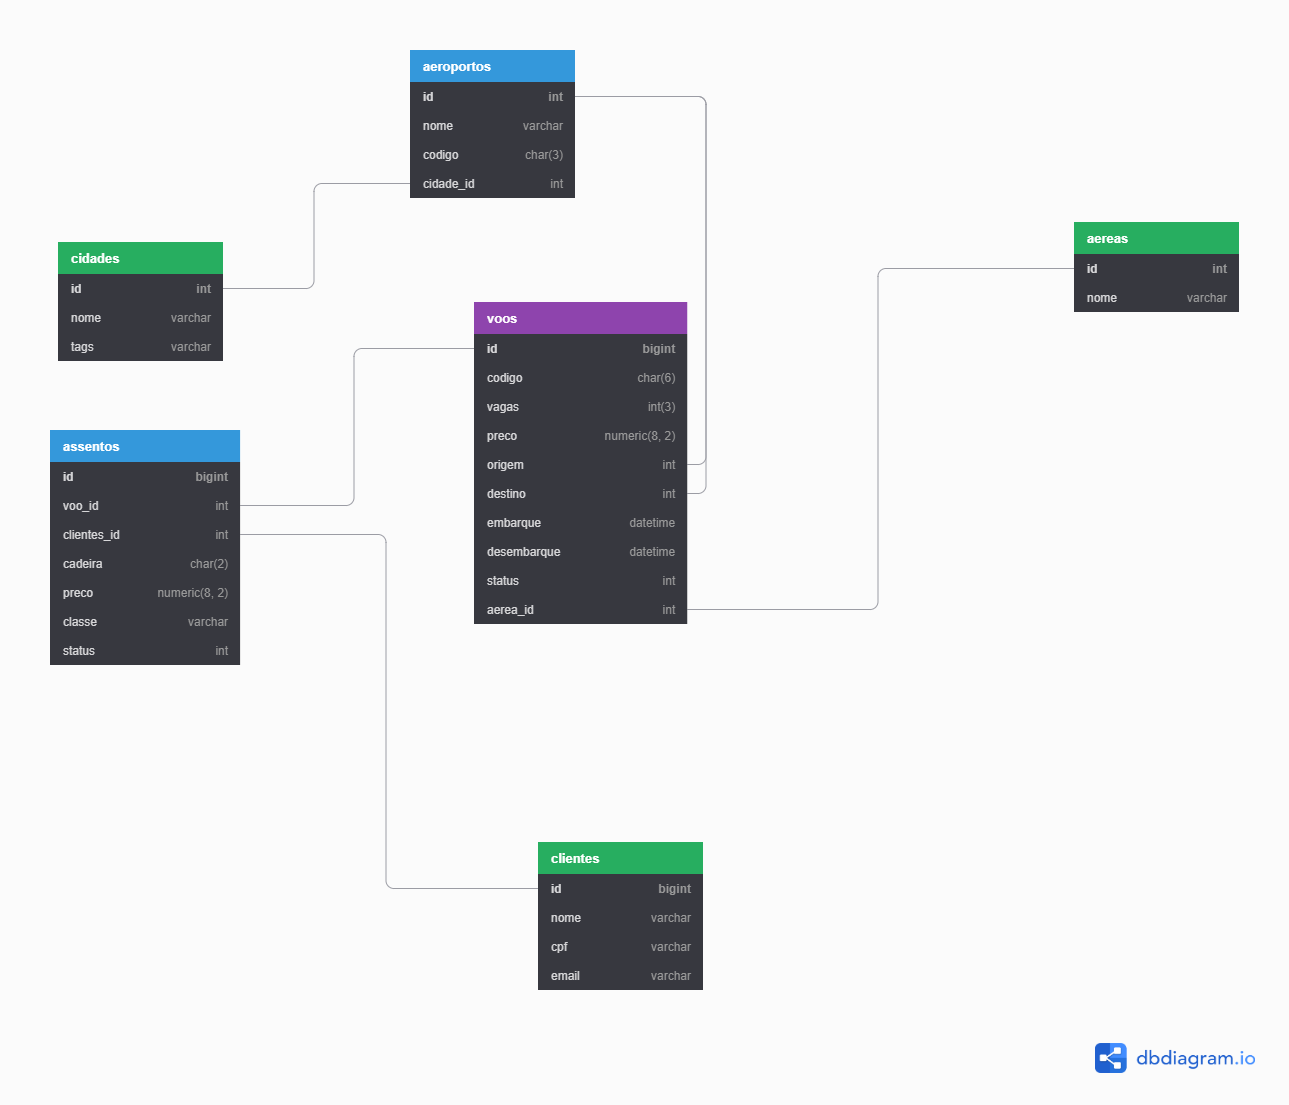 aeroportos
id int
nome varchar
codigo char(3)
cidade_id int
cidades
id int
nome varchar
tags varchar
aereas
id int
nome varchar
voos
id bigint
codigo char(6)
vagas int(3)
preco numeric(8, 2)
origem int
destino int
embarque datetime
desembarque datetime
status int
aerea_id int
assentos
id bigint
voo_id int
clientes_id int
cadeira char(2)
preco numeric(8, 2)
classe varchar
status int
clientes
id bigint
nome varchar
cpf varchar
email varchar
dbdiagram.io